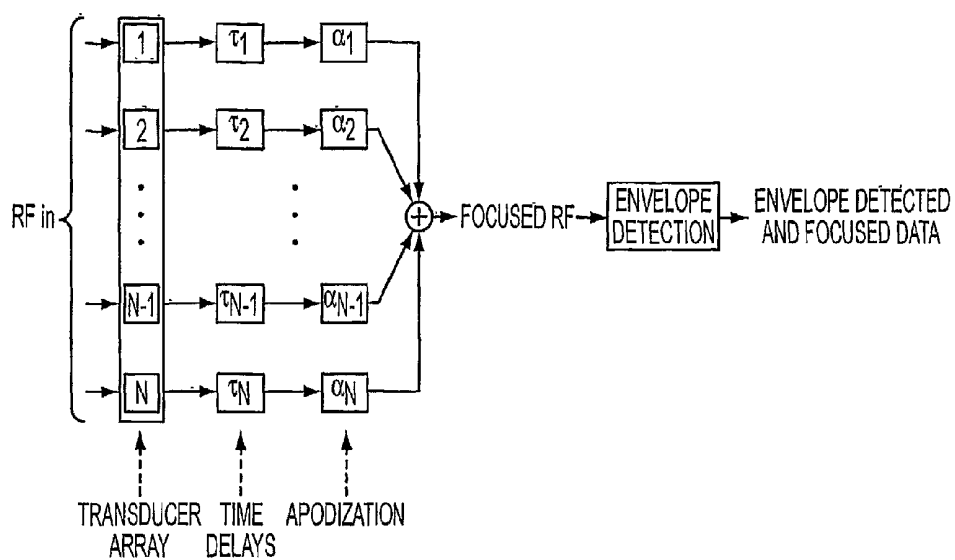 1 τ1 α1
2 τ2 α2
RF in
FOCUSED RF
ENVELOPE
DETECTION
ENVELOPE DETECTED
AND FOCUSED DATA
N-1 τN-1 αN-1
N τN αN
TRANSDUCER
ARRAY
TIME
DELAYS
APODIZATION